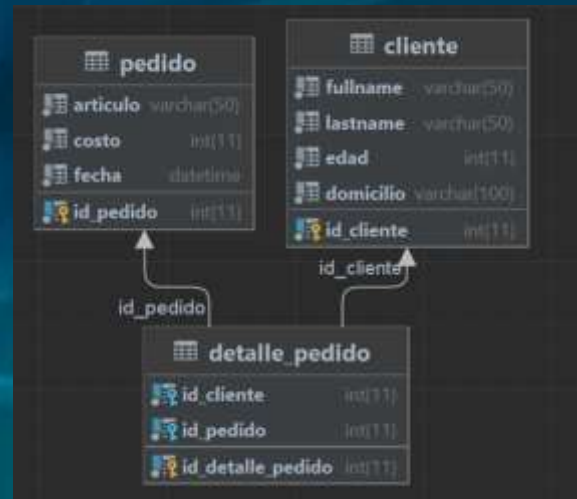 pedido
articulo varchar(50)
costo int(11)
fecha datetime
id_pedido int(11)
cliente
fullname varchar(50)
lastname varchar(50)
edad int(11)
domicilio varchar(100)
id_cliente int(11)
id_cliente
id_pedido
detalle_pedido
id_cliente int(11)
id_pedido int(11)
id_detalle_pedido int(11)